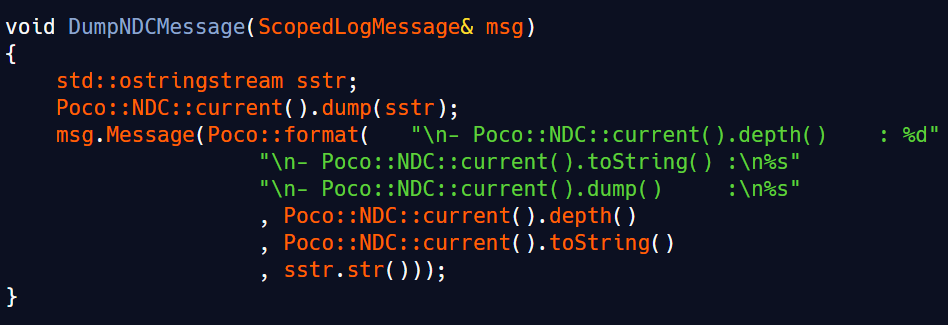 void DumpNDCMessage(ScopedLogMessage& msg)
{
    std::ostringstream sstr;
    Poco::NDC::current().dump(sstr);
    msg.Message(Poco::format(   "\n- Poco::NDC::current().depth()    : %d"
                        "\n- Poco::NDC::current().toString() :\n%s"
                        "\n- Poco::NDC::current().dump()      :\n%s"
                        , Poco::NDC::current().depth()
                        , Poco::NDC::current().toString()
                        , sstr.str()));
}